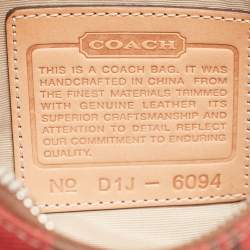 COACH
THIS IS A COACH BAG. IT WAS
HANDCRAFTED IN CHINA FROM
THE FINEST MATERIALS TRIMMED
WITH GENUINE LEATHER ITS
SUPERIOR CRAFTSMANSHIP AND
ATTENTION TO DETAIL REFLECT
OUR COMMITMENT TO ENDURING
QUALITY.
No D1J - 6094